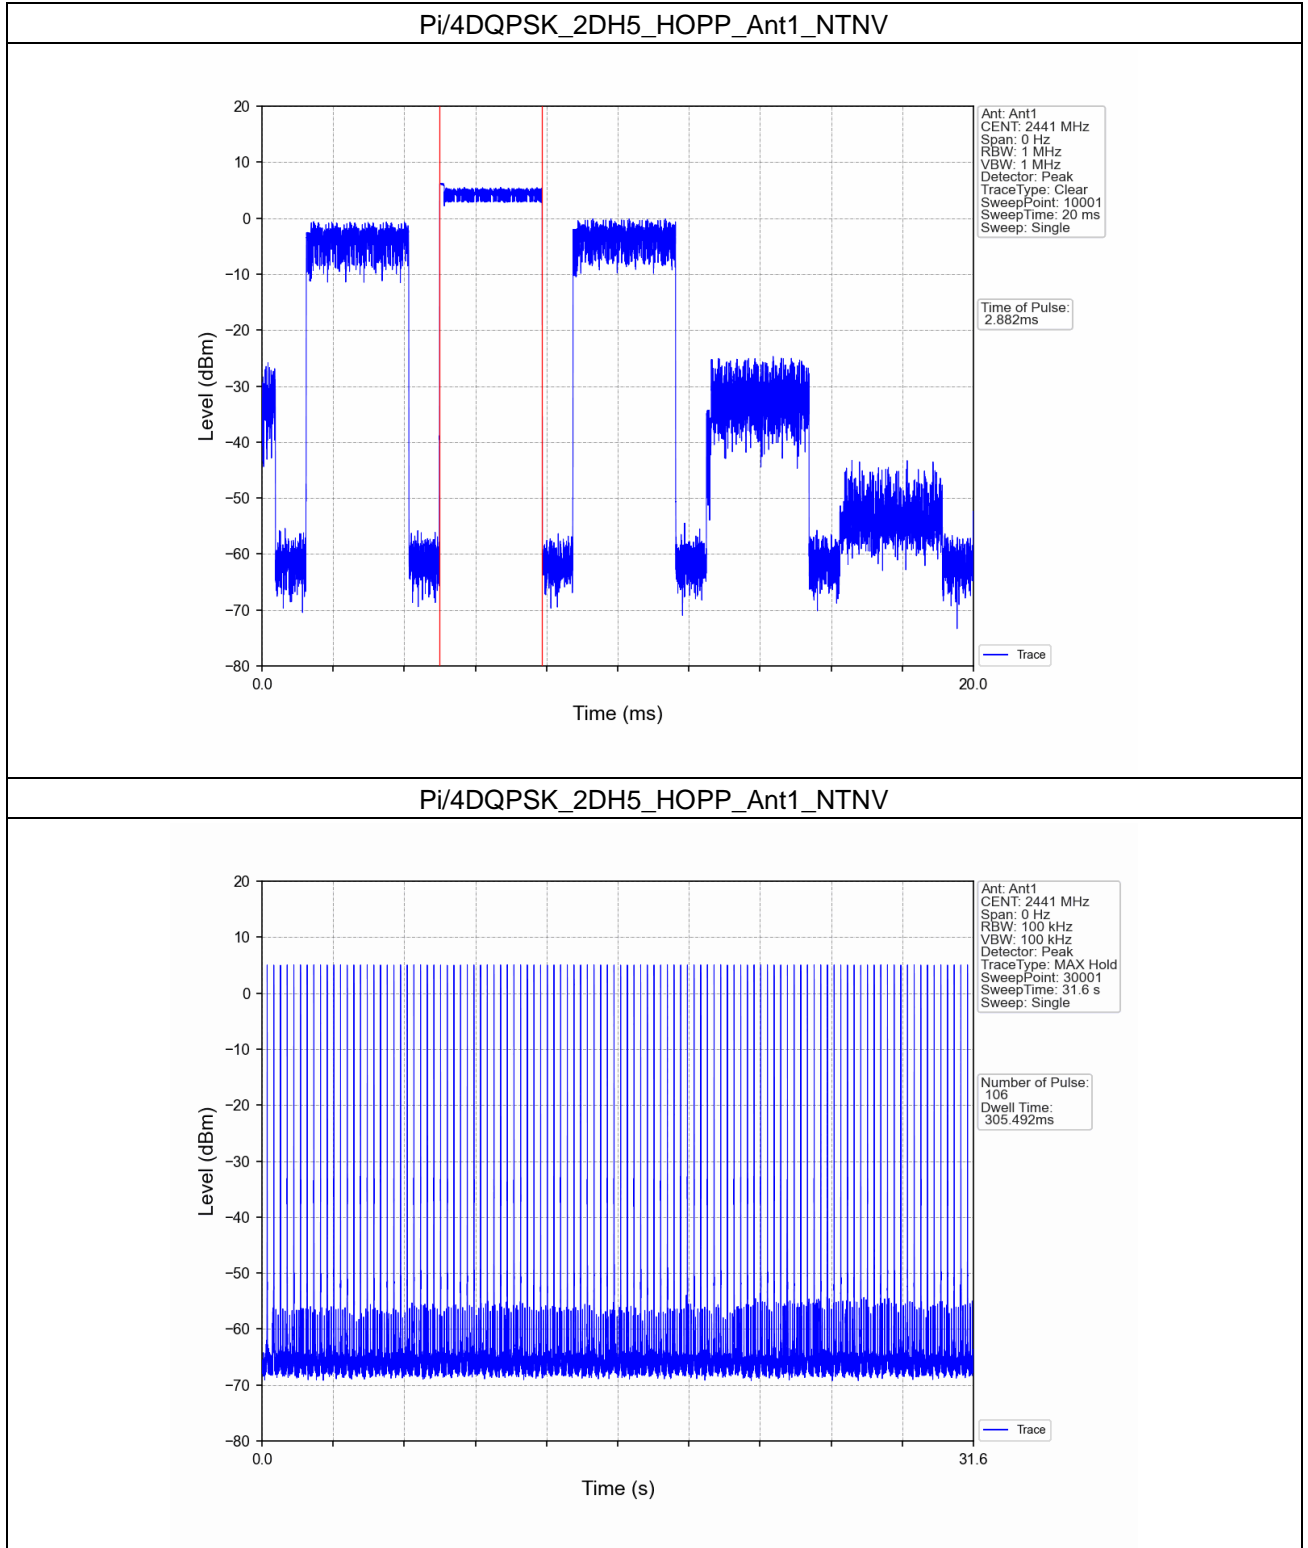 Pi/4DQPSK_2DH5_HOPP_Ant1_NTNV
20
10
0
−10
−20
−30
−40
−50
−60
−70
−80
Level (dBm)
0.0
20.0
Time (ms)
Ant: Ant1
CENT: 2441 MHz
Span: 0 Hz
RBW: 1 MHz
VBW: 1 MHz
Detector: Peak
TraceType: Clear
SweepPoint: 10001
SweepTime: 20 ms
Sweep: Single
Time of Pulse:
2.882ms
Trace
Pi/4DQPSK_2DH5_HOPP_Ant1_NTNV
20
10
0
−10
−20
−30
−40
−50
−60
−70
−80
Level (dBm)
0.0
31.6
Time (s)
Ant: Ant1
CENT: 2441 MHz
Span: 0 Hz
RBW: 100 kHz
VBW: 100 kHz
Detector: Peak
TraceType: MAX Hold
SweepPoint: 30001
SweepTime: 31.6 s
Sweep: Single
Number of Pulse:
106
Dwell Time:
305.492ms
Trace